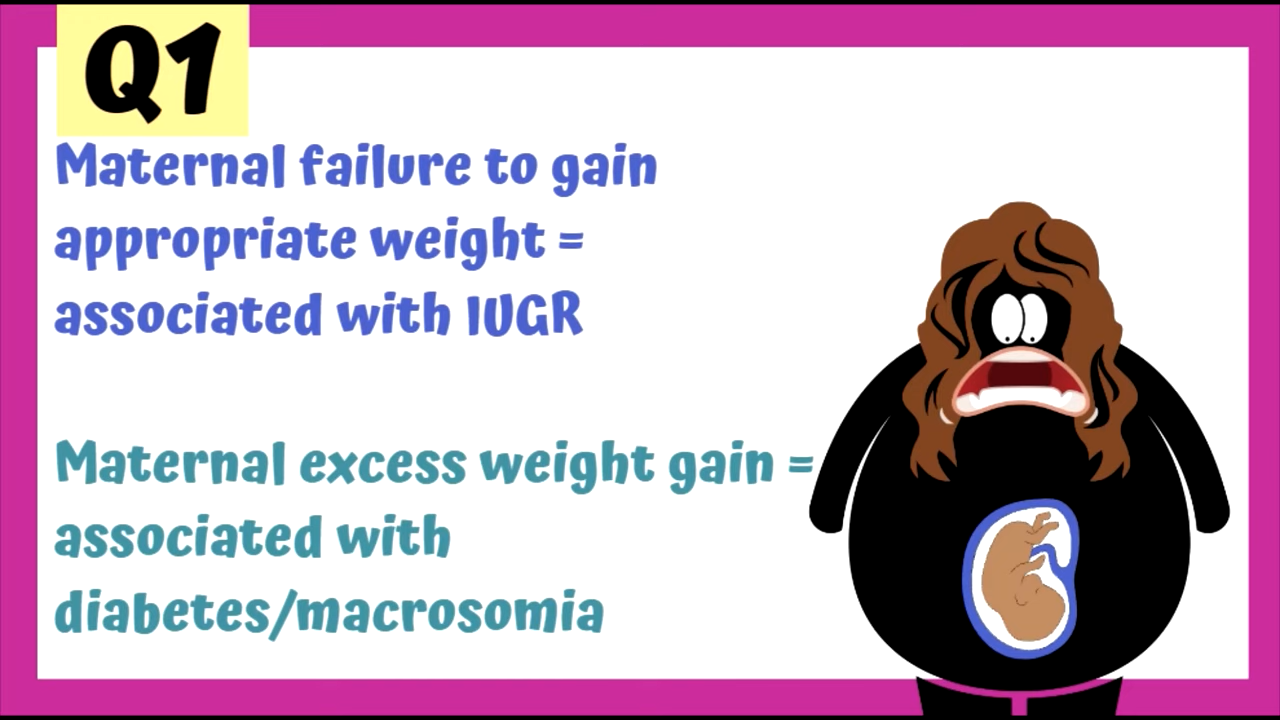 Q1
Maternal failure to gain
appropriate weight =
associated with IUGR
Maternal excess weight gain =
associated with
diabetes/macrosomia